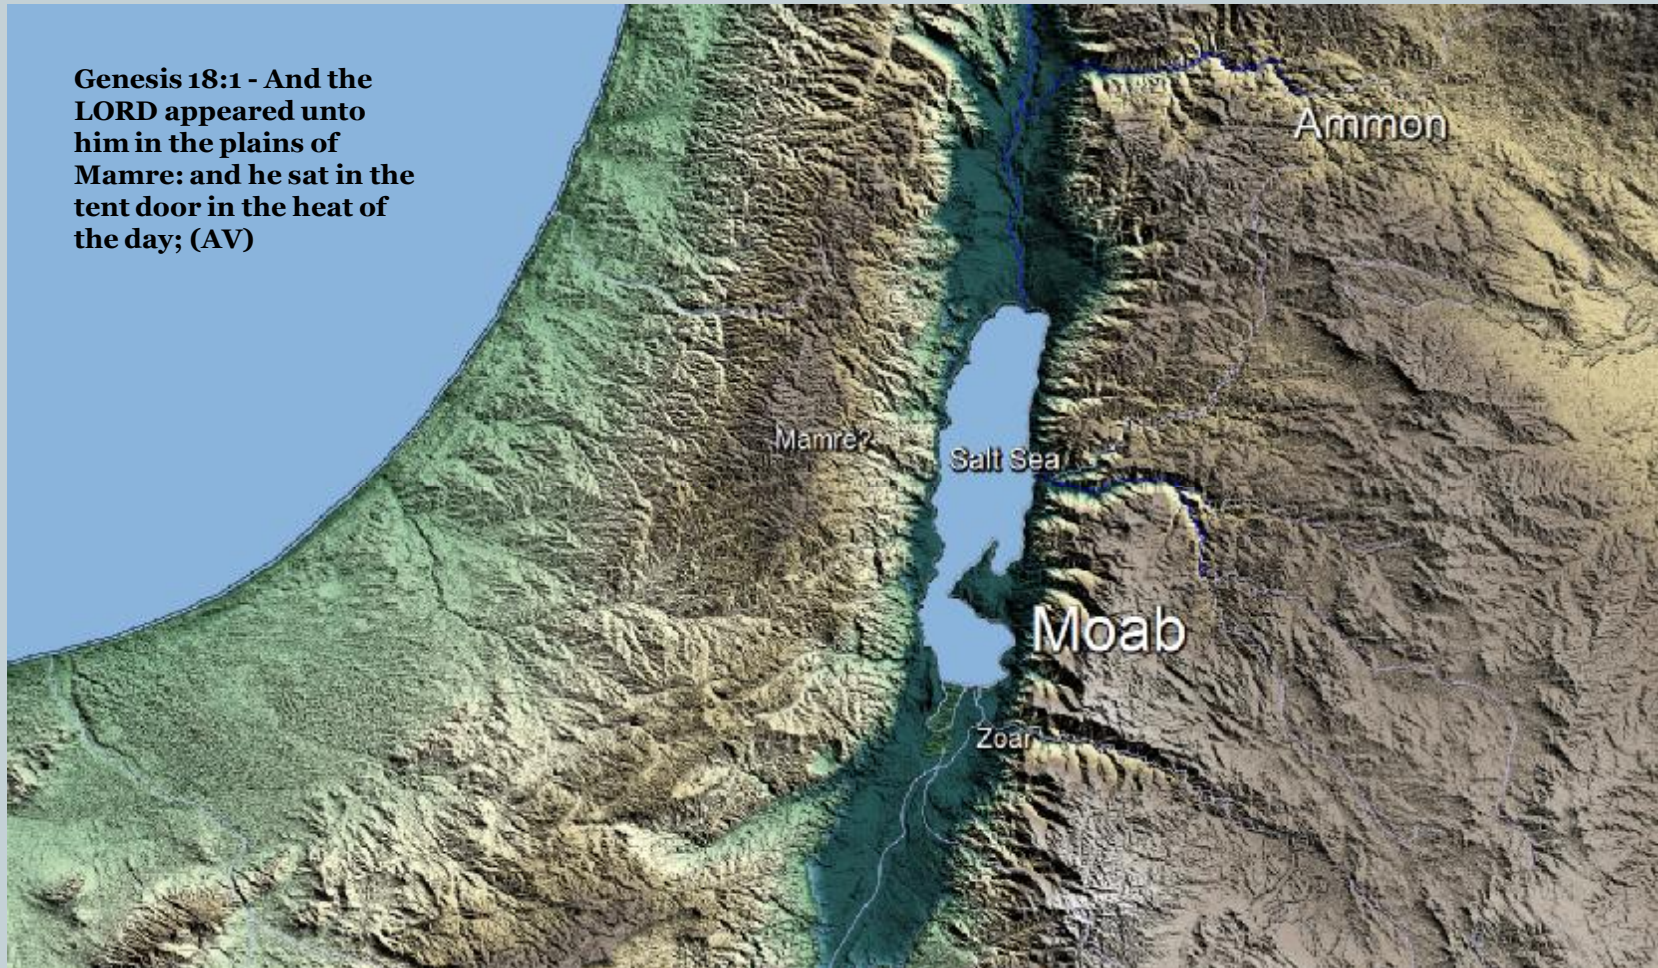 Genesis 18:1 - And the
LORD appeared unto
him in the plains of
Mamre: and he sat in the
tent door in the heat of
the day; (AV)
Ammon
Mamre?
Salt Sea
Moab
Zoar